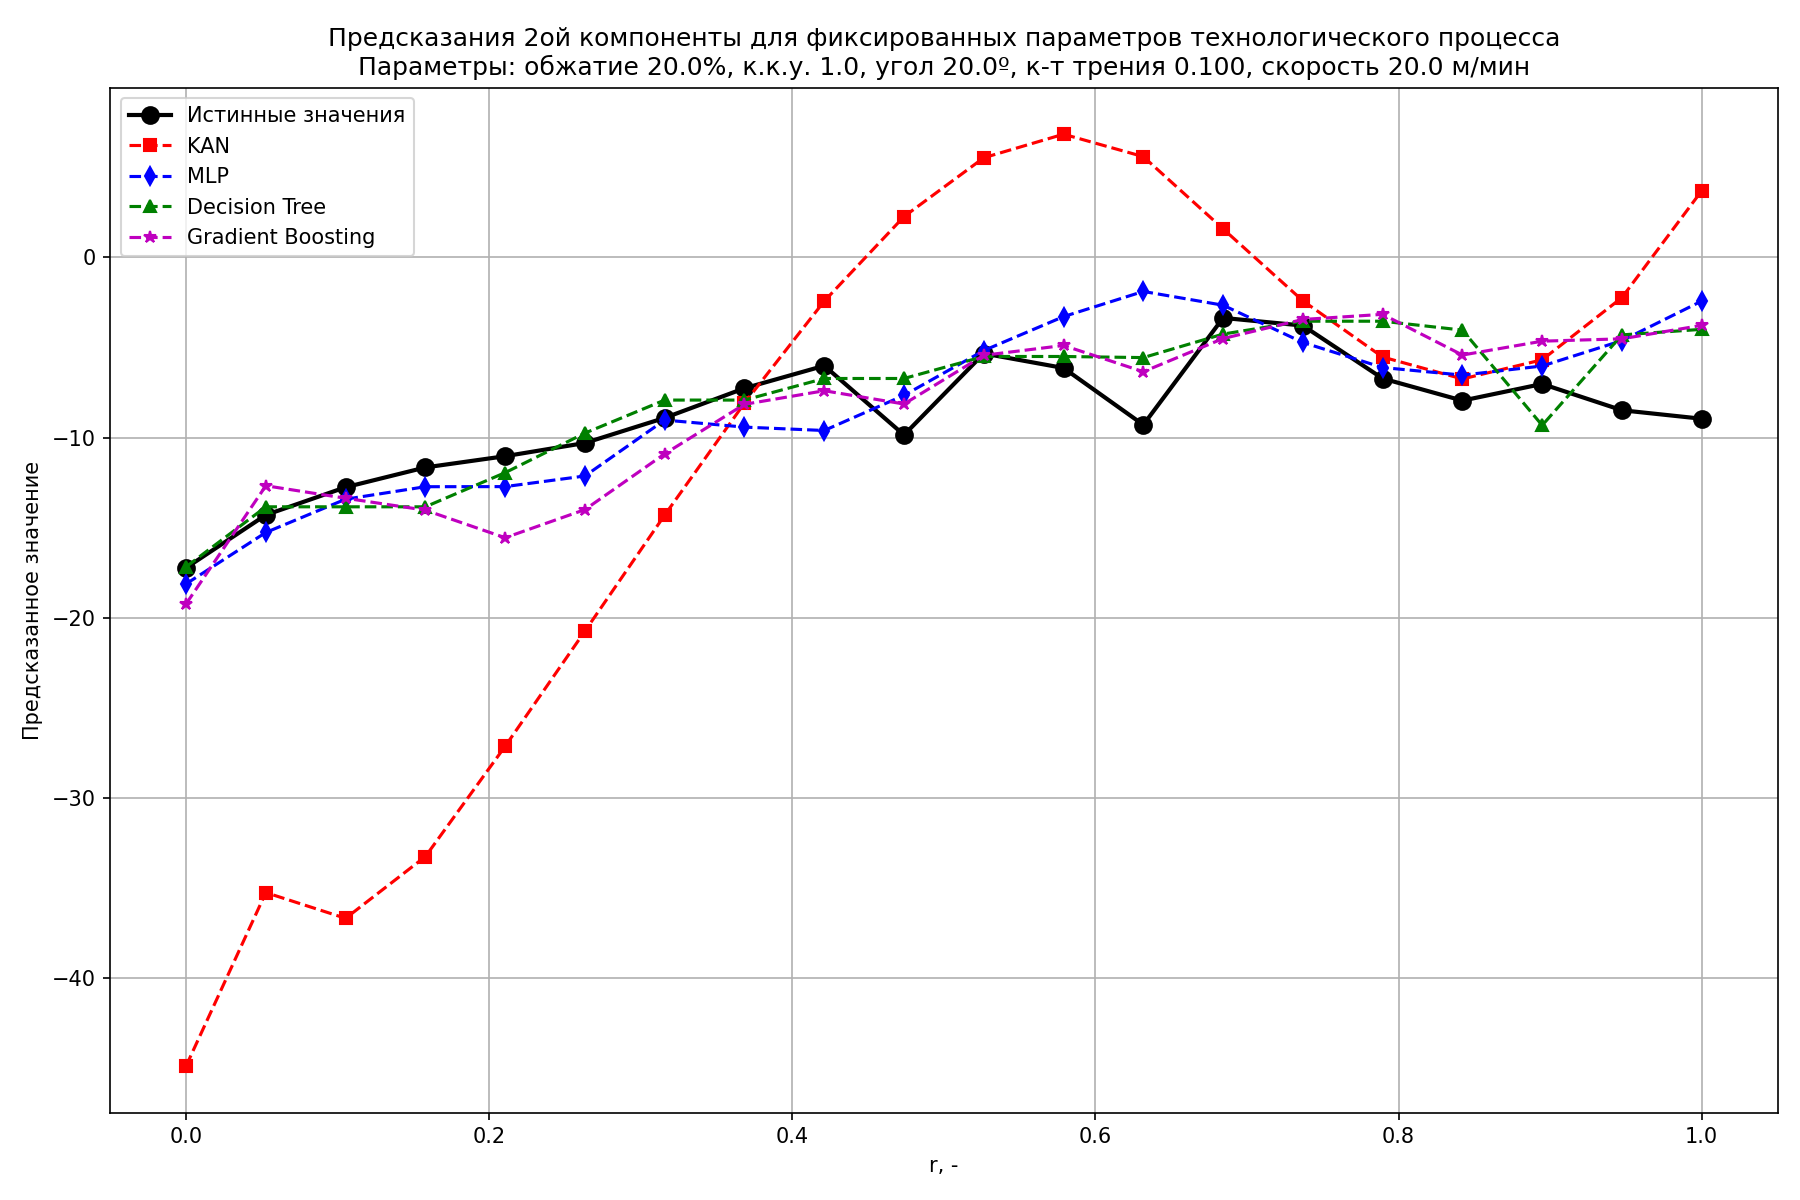 Предсказания 2ой компоненты для фиксированных параметров технологического процесса
Параметры: обжатие 20.0%, к.к.у. 1.0, угол 20.0º, к-т трения 0.100, скорость 20.0 м/мин
Истинные значения
KAN
MLP
Decision Tree
Gradient Boosting
Предсказанное значение
0
−10
−20
−30
−40
0.0
0.2
0.4
0.6
0.8
1.0
r, -